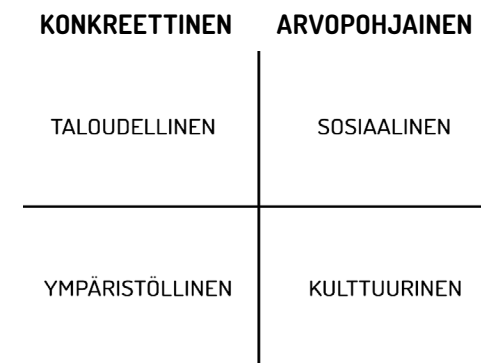 KONKREETTINEN ARVOPOHJAINEN
TALOUDELLINEN SOSIAALINEN
YMPÄRISTÖLLINEN KULTTUURINEN